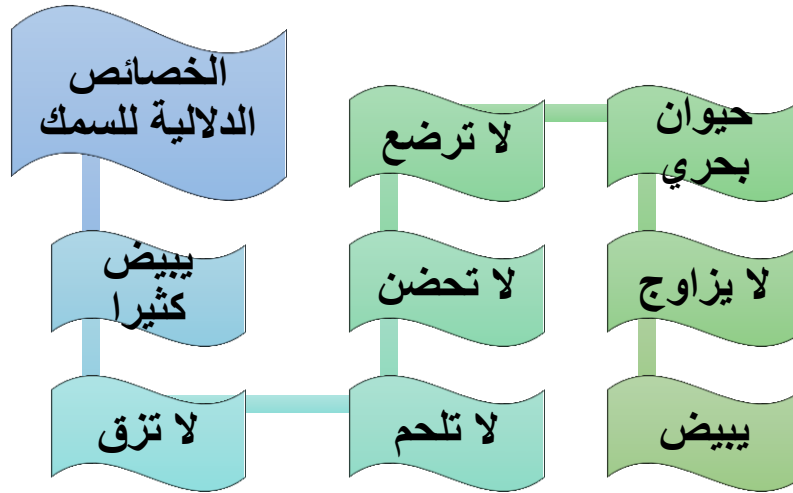 الخصائص
الدلالية للسمك
يبيض
كثيرا
لا تزق
لا تلحم
لا تحضن
لا ترضع
حيوان
بحري
لا يزاوج
يبيض